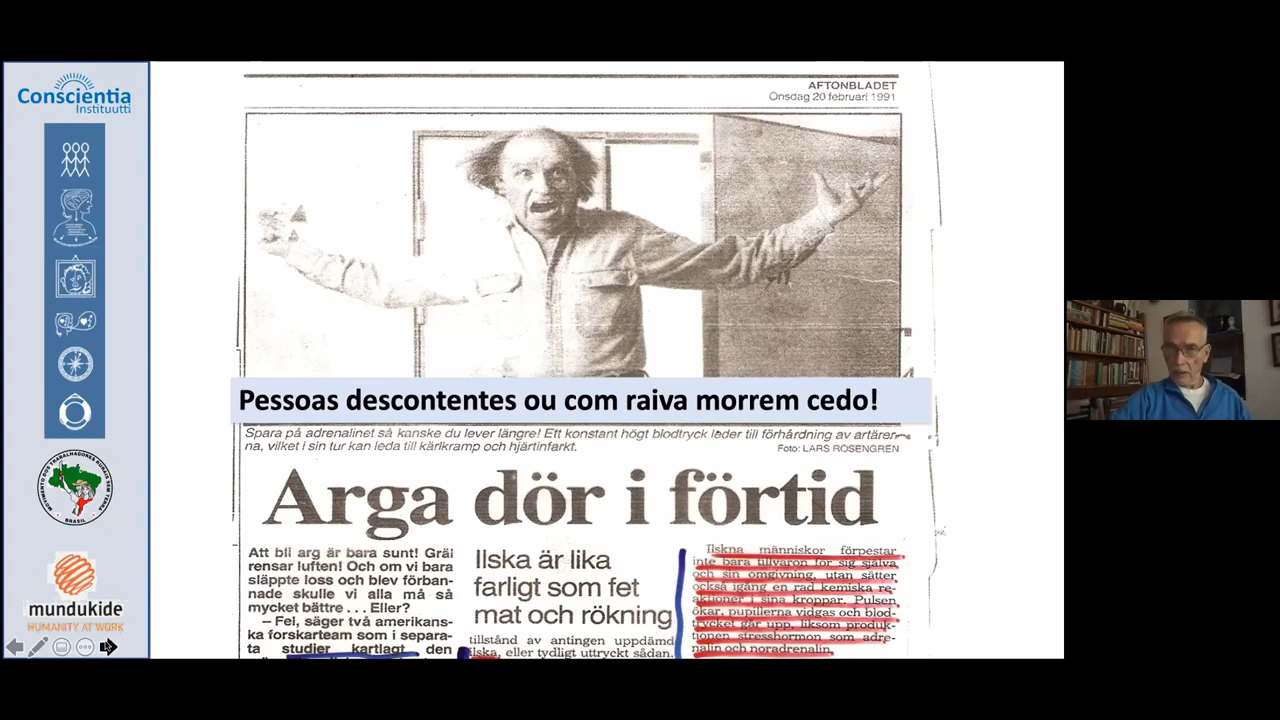 Conscientia
Instituutti
MOVIMENTO DOS TRABALHADORES RURAIS SEM TERRA
BRASIL
mundukide
HUMANITY AT WORK
AFTONBLADET
Onsdag 20 februari 1991
Pessoas descontentes ou com raiva morrem cedo!
Spara på adrenalinet så kanske du lever längre! Ett konstant högt blodtryck leder till förhårdning av artärer-
na, vilket i sin tur kan leda till kärlkramp och hjärtinfarkt.
Foto: LARS ROSENGREN
Arga dör i förtid
Att bli arg är bara sunt! Gräl
rensar luften! Och om vi bara
släppte loss och blev förban-
nade skulle vi alla må så
mycket bättre . . . Eller?
– Fel, säger två amerikans-
ka forskarteam som i separa-
ta studier kartlagt den
Ilska är lika
farligt som fet
mat och rökning
tillstånd av antingen uppdämd
ilska, eller tydligt uttryckt sådan.
Ilskna människor förpestar
inte bara tillvaron för sig själva
och sin omgivning, utan sätter
också igång en rad kemiska re-
aktioner i sina kroppar. Pulsen
ökar, pupillerna vidgas och blod-
trycket går upp, liksom produk-
tionen stresshormon som adre-
nalin och noradrenalin.